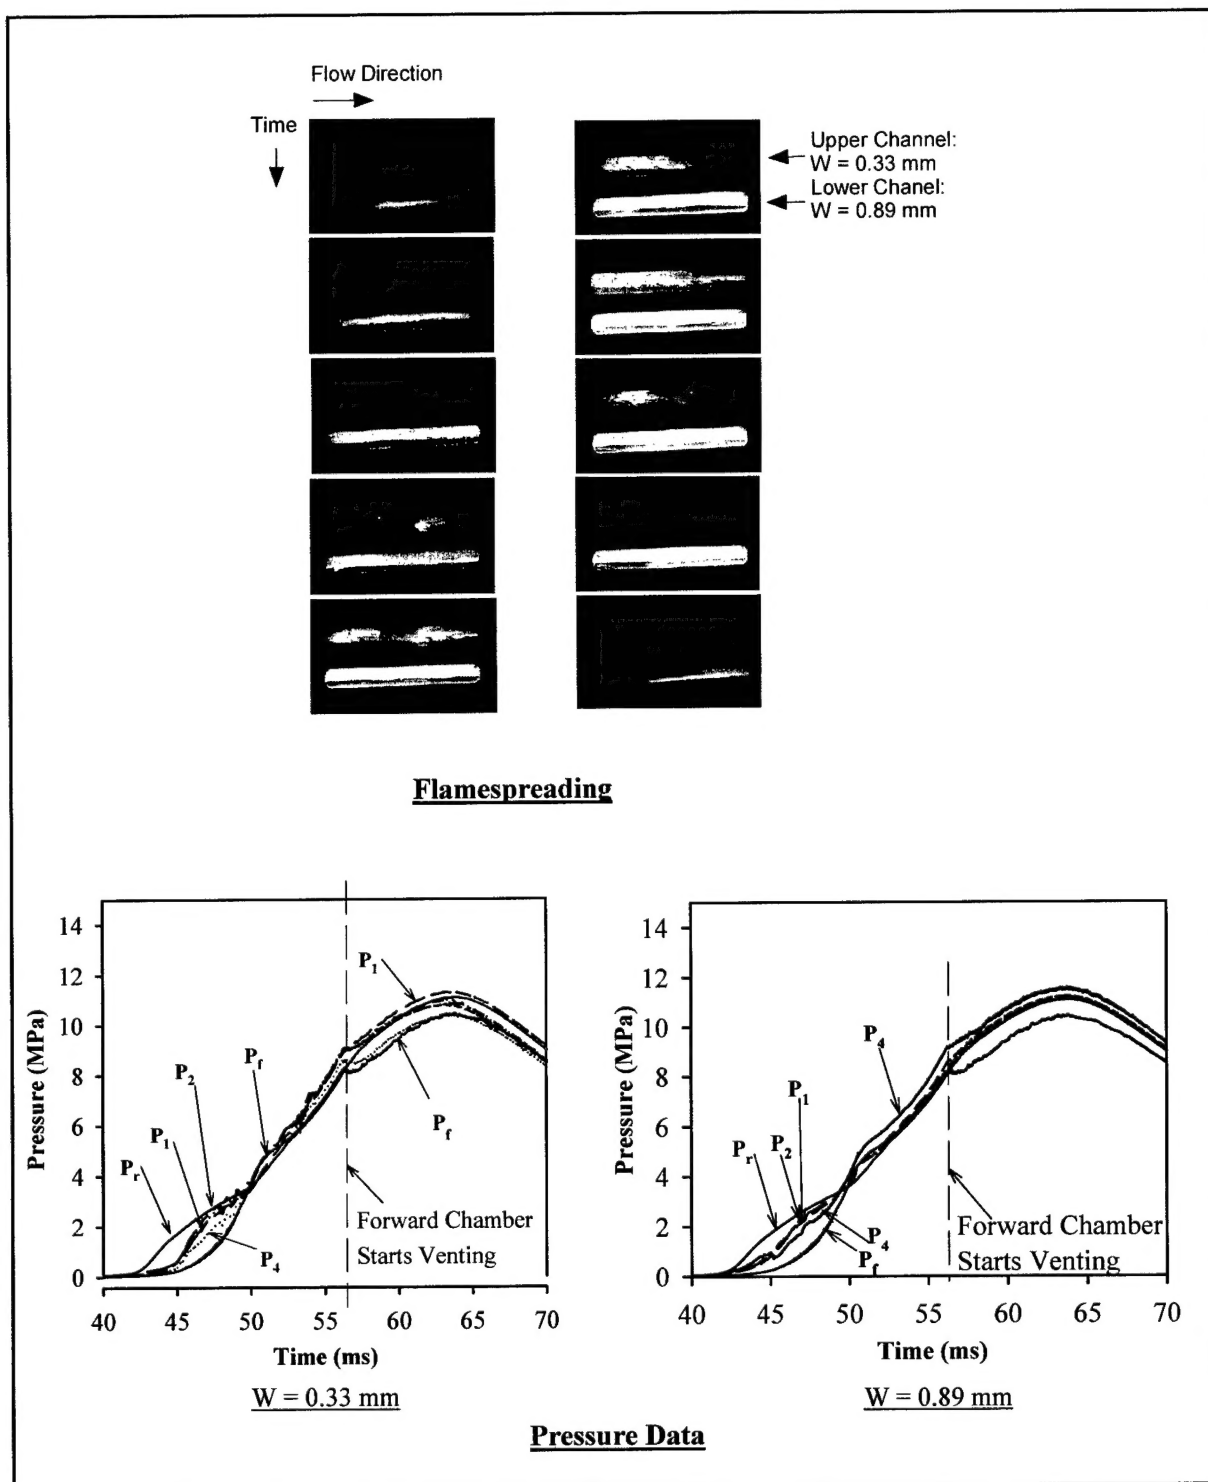 Flow Direction
Time
Upper Channel:
W = 0.33 mm
Lower Chanel:
W = 0.89 mm
Flamespreading
14
12
10
8
6
4
2
0
Pressure (MPa)
P1
Pf
P2
P1
Pr
P4
Pf
Forward Chamber
Starts Venting
40 45 50 55 60 65 70
Time (ms)
W = 0.33 mm
14
12
10
8
6
4
2
0
Pressure (MPa)
P4
P1
P2
Pr
P4
Pf
Forward Chamber
Starts Venting
40 45 50 55 60 65 70
Time (ms)
W = 0.89 mm
Pressure Data